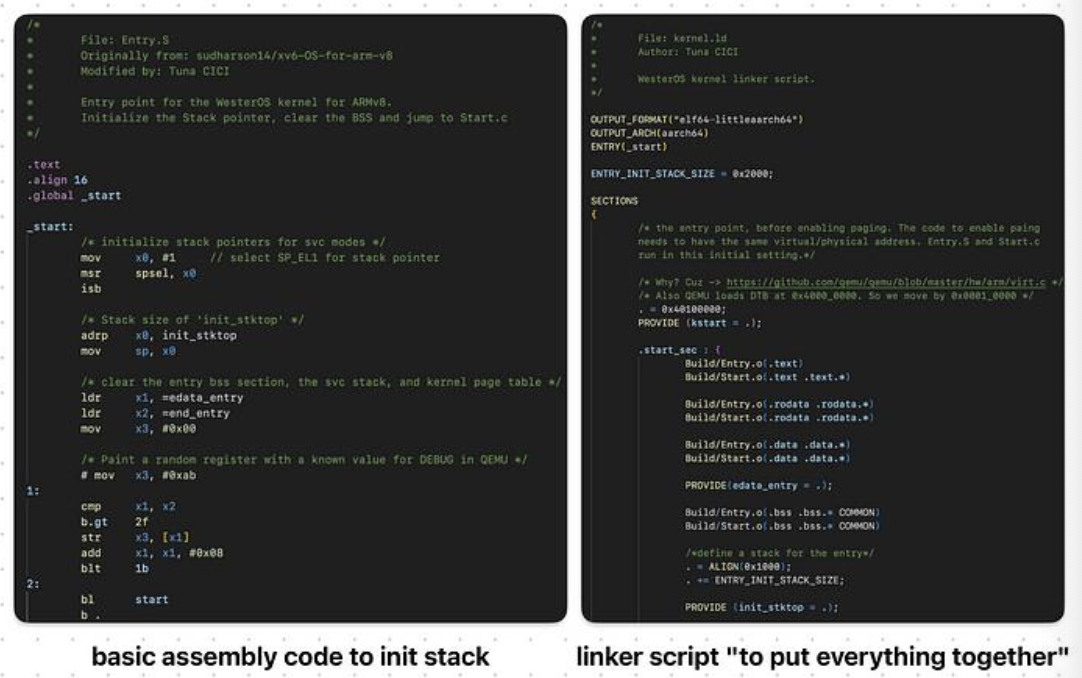 /*
* File: Entry.S
* Originally from: sudharson14/xv6-OS-for-arm-v8
* Modified by: Tuna CICI
*
* Entry point for the WesterOS kernel for ARMv8.
* Initialize the Stack pointer, clear the BSS and jump to Start.c
*/
.text
.align 16
.global _start
_start:
/* initialize stack pointers for svc modes */
mov x0, #1 // select SP_EL1 for stack pointer
msr spsel, x0
isb
/* Stack size of 'init_stktop' */
adrp x0, init_stktop
mov sp, x0
/* clear the entry bss section, the svc stack, and kernel page table */
ldr x1, =edata_entry
ldr x2, =end_entry
mov x3, #0x00
/* Paint a random register with a known value for DEBUG in QEMU */
# mov x3, #0xab
1:
cmp x1, x2
b.gt 2f
str x3, [x1]
add x1, x1, #0x08
blt 1b
2:
bl start
b .
basic assembly code to init stack
/*
* File: kernel.ld
* Author: Tuna CICI
*
* WesterOS kernel linker script.
*/
OUTPUT_FORMAT("elf64-littleaarch64")
OUTPUT_ARCH(aarch64)
ENTRY(_start)
ENTRY_INIT_STACK_SIZE = 0x2000;
SECTIONS
{
/* the entry point, before enabling paging. The code to enable paing
needs to have the same virtual/physical address. Entry.S and Start.c
run in this initial setting.*/
/* Why? Cuz -> https://github.com/qemu/qemu/blob/master/hw/arm/virt.c */
/* Also QEMU loads DTB at 0x4000_0000. So we move by 0x0001_0000 */
. = 0x40100000;
PROVIDE (kstart = .);
.start_sec : {
Build/Entry.o(.text)
Build/Start.o(.text .text.*)
Build/Entry.o(.rodata .rodata.*)
Build/Start.o(.rodata .rodata.*)
Build/Entry.o(.data .data.*)
Build/Start.o(.data .data.*)
PROVIDE(edata_entry = .);
Build/Entry.o(.bss .bss.* COMMON)
Build/Start.o(.bss .bss.* COMMON)
/*define a stack for the entry*/
. = ALIGN(0x1000);
. += ENTRY_INIT_STACK_SIZE;
PROVIDE (init_stktop = .);
linker script "to put everything together"